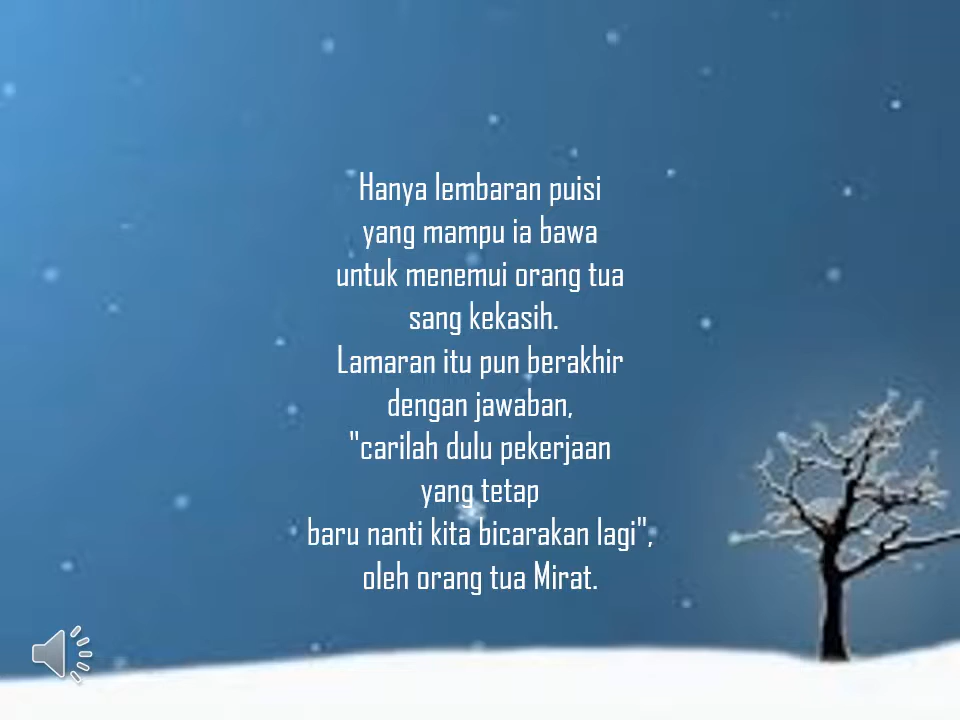 Hanya lembaran puisi
yang mampu ia bawa
untuk menemui orang tua
sang kekasih.
Lamaran itu pun berakhir
dengan jawaban,
"carilah dulu pekerjaan
yang tetap
baru nanti kita bicarakan lagi",
oleh orang tua Mirat.